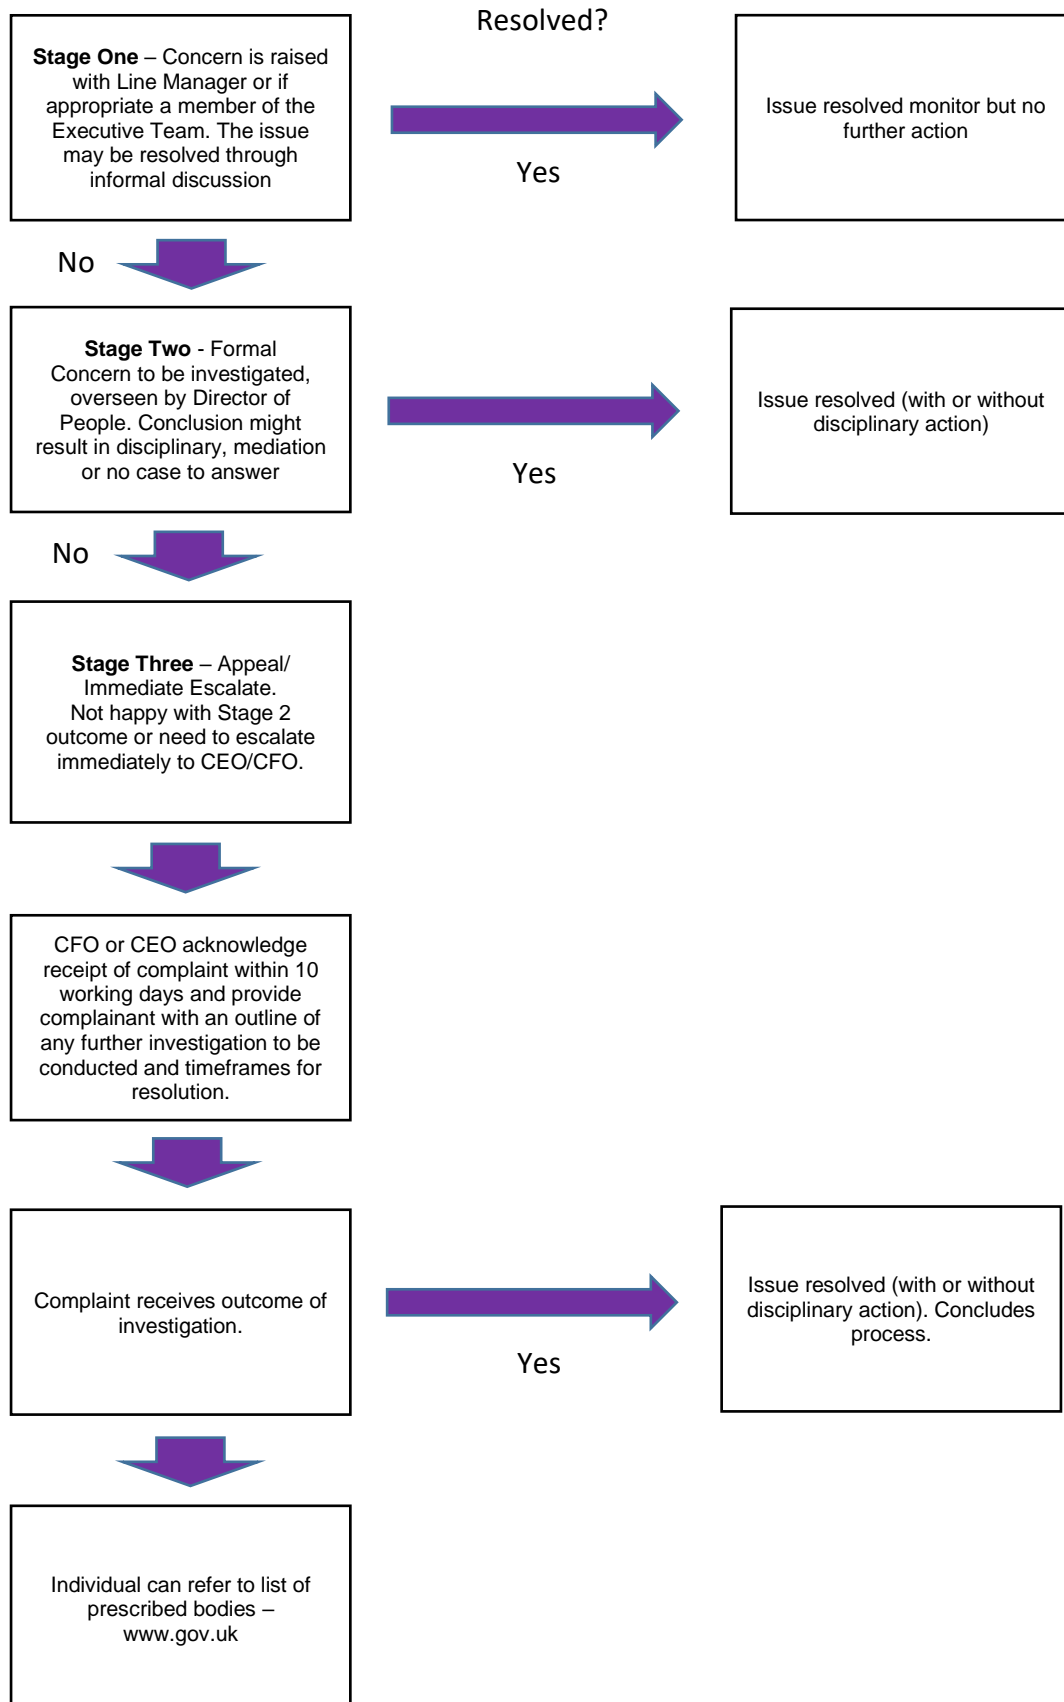 Resolved?
Stage One – Concern is raised
with Line Manager or if
appropriate a member of the
Executive Team. The issue
may be resolved through
informal discussion
Yes
Issue resolved monitor but no
further action
No
Stage Two - Formal
Concern to be investigated,
overseen by Director of
People. Conclusion might
result in disciplinary, mediation
or no case to answer
Yes
Issue resolved (with or without
disciplinary action)
No
Stage Three – Appeal/
Immediate Escalate.
Not happy with Stage 2
outcome or need to escalate
immediately to CEO/CFO.
CFO or CEO acknowledge
receipt of complaint within 10
working days and provide
complainant with an outline of
any further investigation to be
conducted and timeframes for
resolution.
Complaint receives outcome of
investigation.
Yes
Issue resolved (with or without
disciplinary action). Concludes
process.
Individual can refer to list of
prescribed bodies –
www.gov.uk